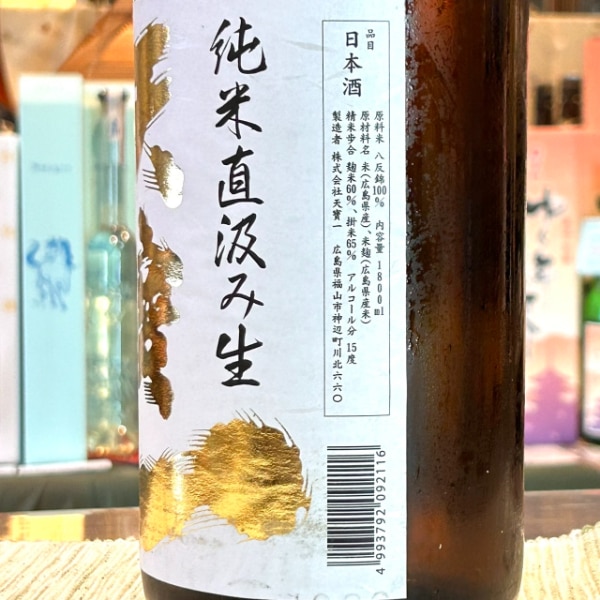 純米直汲み生
品目
日本酒
原料米 八反錦100% 内容量 1800ml
原材料名 米(広島県産)、米麹(広島県産米)
精米歩合 麹米60%、掛米65% アルコール分 15度
製造者 株式会社天寳一 広島県福山市神辺町川北六六〇
4993792092116